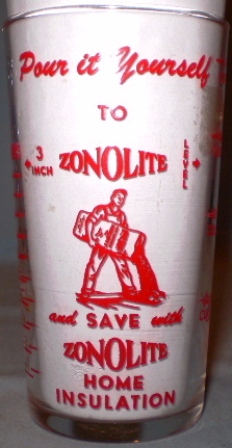 Pour it Yourself
TO
3 INCH
ZONOLITE
LEVEL
and SAVE with
ZONOLITE
HOME
INSULATION